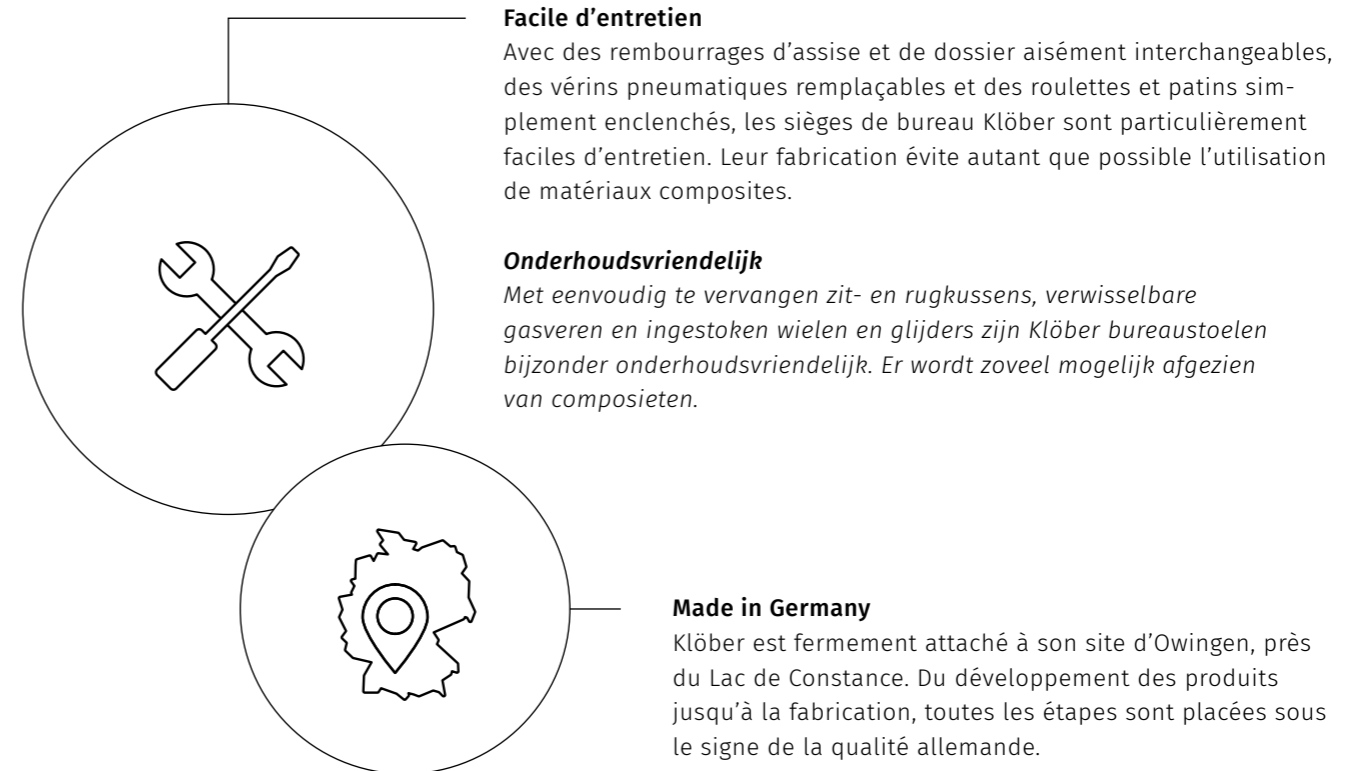 Facile d’entretien
Avec des rembourrages d’assise et de dossier aisément interchangeables,
des vérins pneumatiques remplaçables et des roulettes et patins sim-
plement enclenchés, les sièges de bureau Klöber sont particulièrement
faciles d’entretien. Leur fabrication évite autant que possible l’utilisation
de matériaux composites.
Onderhoudsvriendelijk
Met eenvoudig te vervangen zit- en rugkussens, verwisselbare
gasveren en ingestoken wielen en glijders zijn Klöber bureaustoelen
bijzonder onderhoudsvriendelijk. Er wordt zoveel mogelijk afgezien
van composieten.
Made in Germany
Klöber est fermement attaché à son site d’Owingen, près
du Lac de Constance. Du développement des produits
jusqu’à la fabrication, toutes les étapes sont placées sous
le signe de la qualité allemande.